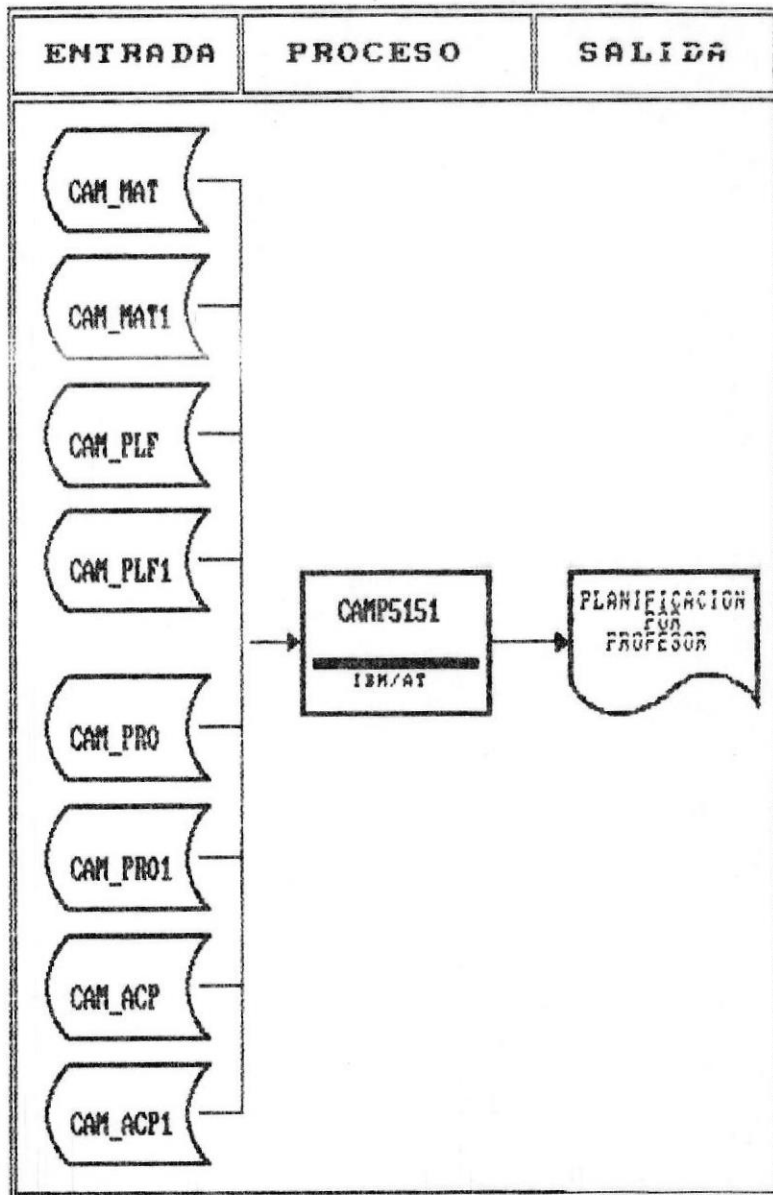 ENTRADA
PROCESO
SALIDA
CAM_MAT
CAM_MAT1
CAM_PLF
CAM_PLF1
CAM_PRO
CAM_PRO1
CAM_ACP
CAM_ACP1
CAMP5151
IBM/AT
PLANIFICACION
POR
PROFESOR